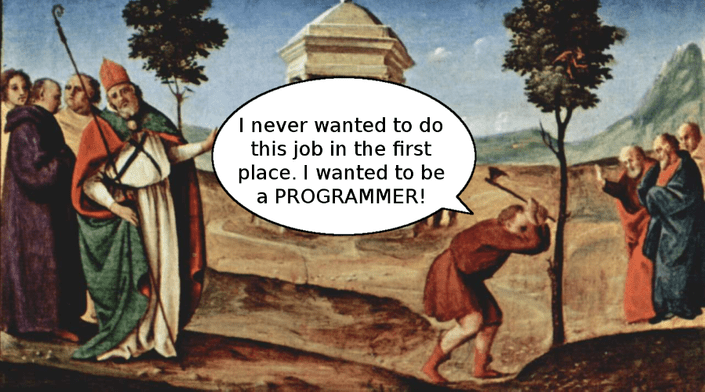 I never wanted to do
this job in the first
place. I wanted to be
a PROGRAMMER!